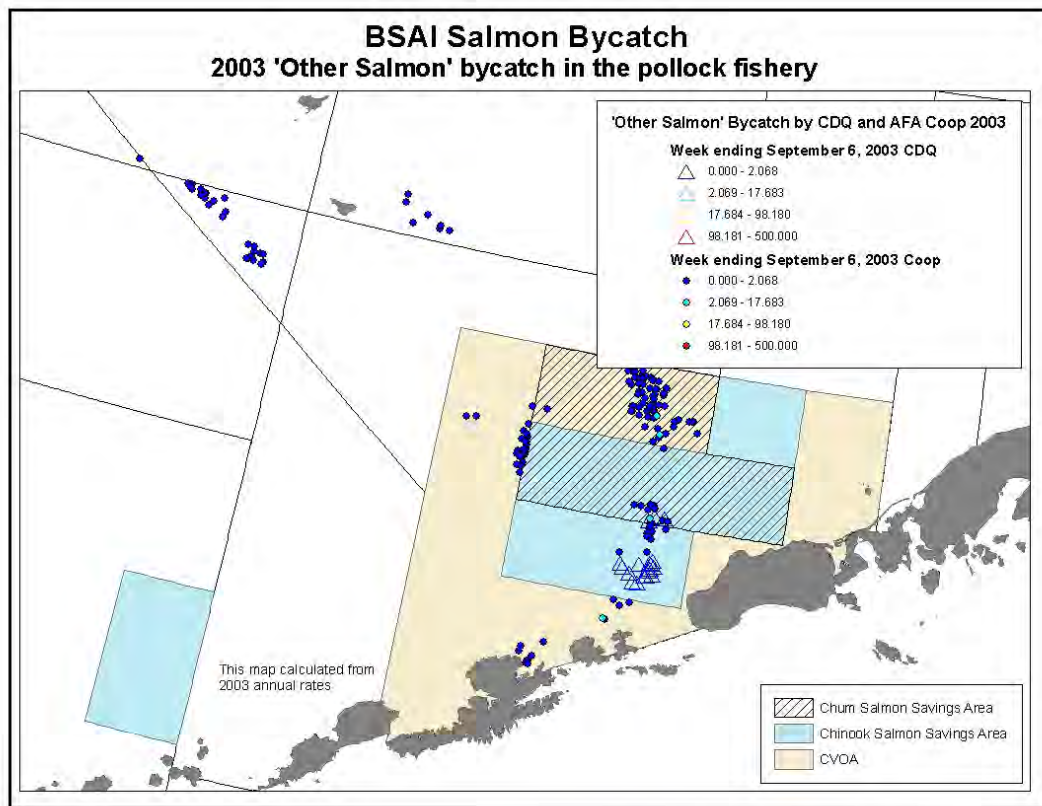 BSAI Salmon Bycatch
2003 'Other Salmon' bycatch in the pollock fishery
'Other Salmon' Bycatch by CDQ and AFA Coop 2003
Week ending September 6, 2003 CDQ
0.000 - 2.068
2.069 - 17.683
17.684 - 98.180
98.181 - 500.000
Week ending September 6, 2003 Coop
0.000 - 2.068
2.069 - 17.683
17.684 - 98.180
98.181 - 500.000
This map calculated from
2003 annual rates
Chum Salmon Savings Area
Chinook Salmon Savings Area
CVOA